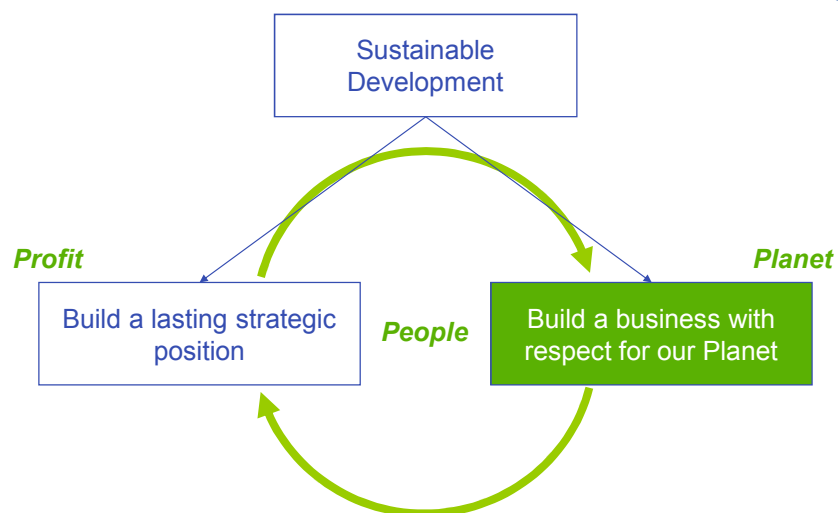 Sustainable
Development
Profit
Planet
Build a lasting strategic
position
People
Build a business with
respect for our Planet